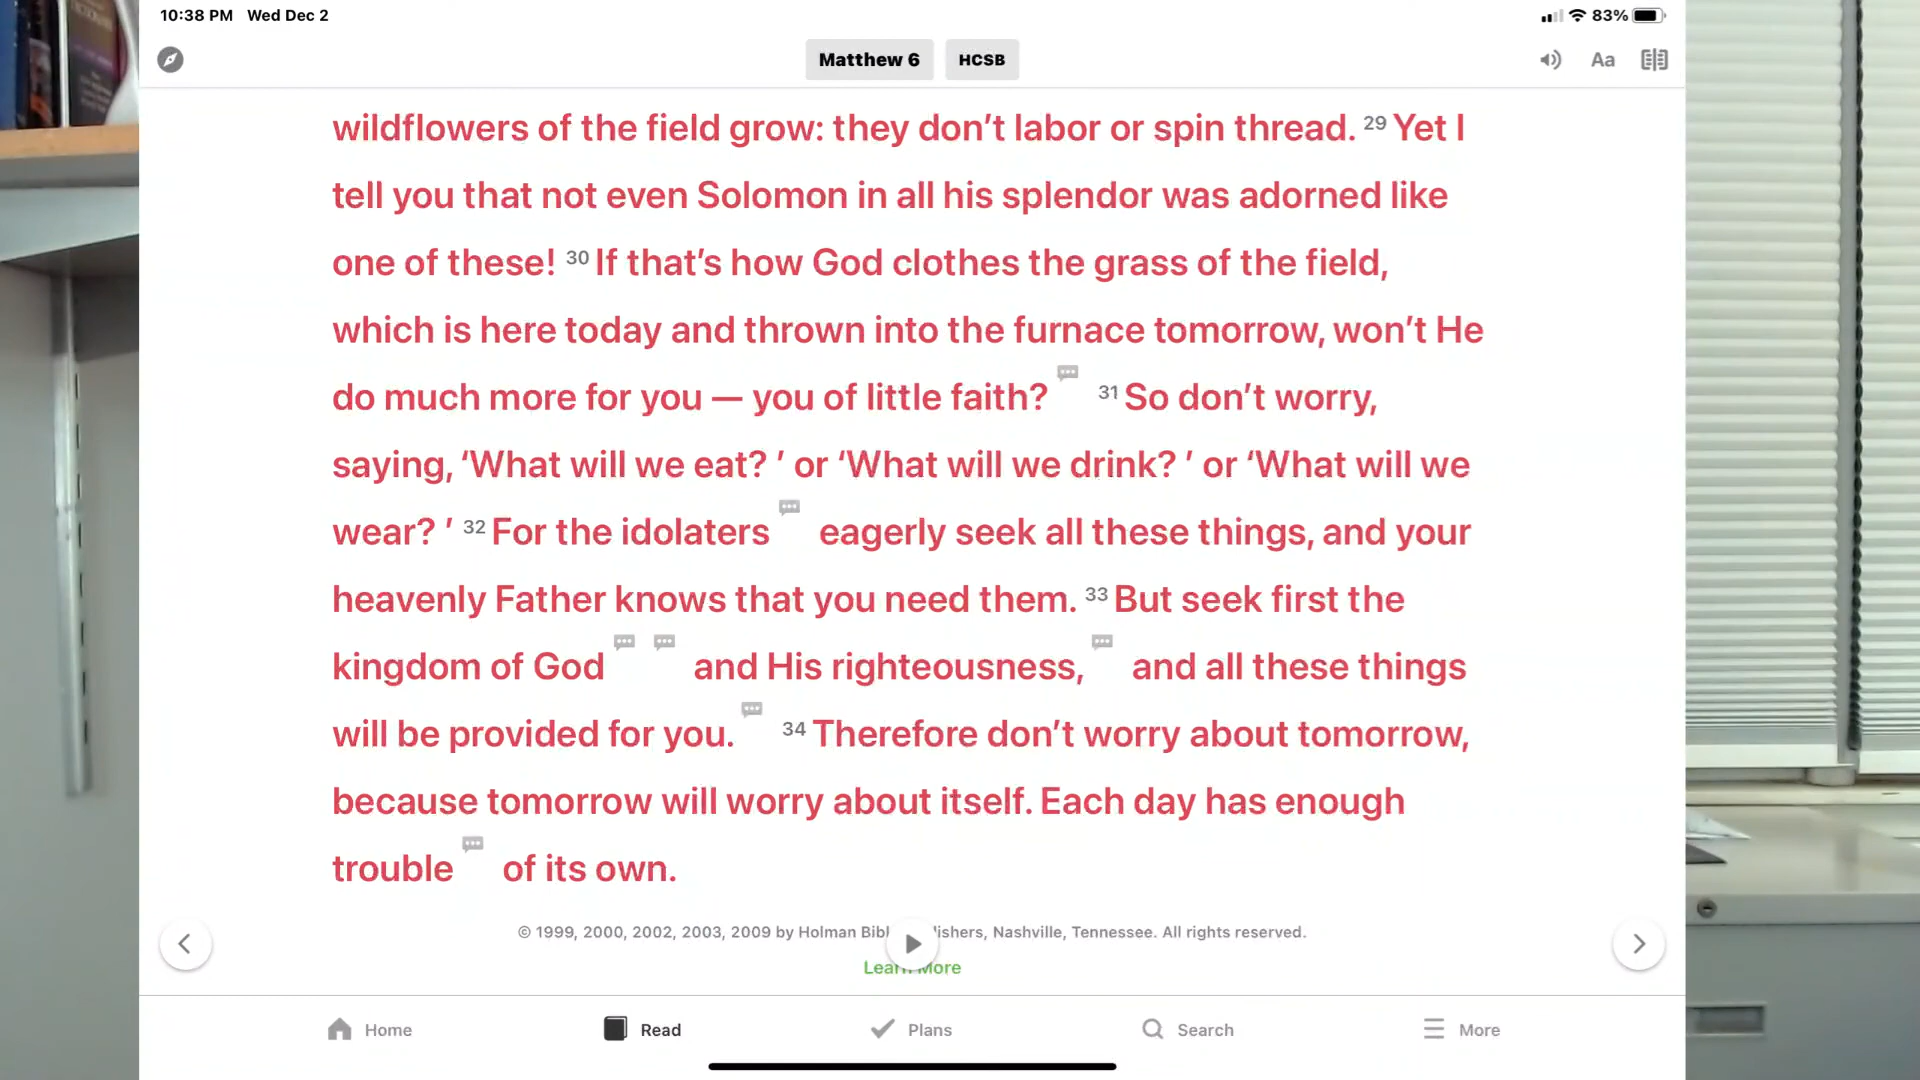 10:38 PM Wed Dec 2
83%
Matthew 6
HCSB
Aa
wildflowers of the field grow: they don’t labor or spin thread. 29 Yet I
tell you that not even Solomon in all his splendor was adorned like
one of these! 30 If that’s how God clothes the grass of the field,
which is here today and thrown into the furnace tomorrow, won’t He
do much more for you — you of little faith? 31 So don’t worry,
saying, ‘What will we eat? ’ or ‘What will we drink? ’ or ‘What will we
wear? ’ 32 For the idolaters eagerly seek all these things, and your
heavenly Father knows that you need them. 33 But seek first the
kingdom of God and His righteousness, and all these things
will be provided for you. 34 Therefore don’t worry about tomorrow,
because tomorrow will worry about itself. Each day has enough
trouble of its own.
© 1999, 2000, 2002, 2003, 2009 by Holman Bibl lishers, Nashville, Tennessee. All rights reserved.
Learn More
Home
Read
Plans
Search
More